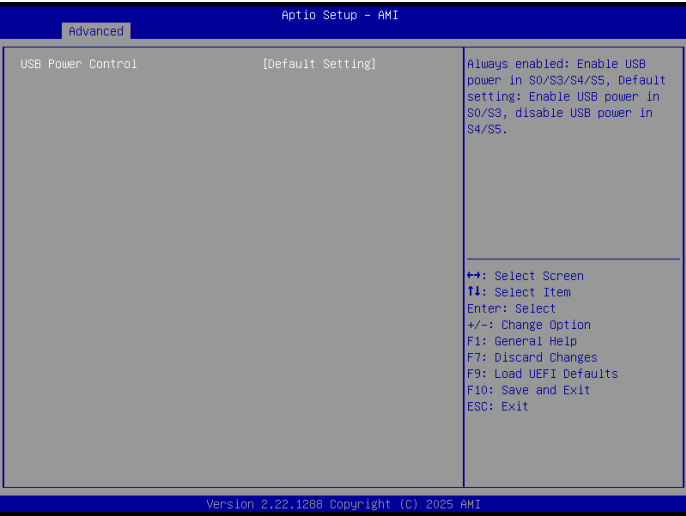 Aptio Setup - AMI
Advanced
USB Power Control [Default Setting]
Always enabled: Enable USB
power in S0/S3/S4/S5, Default
setting: Enable USB power in
S0/S3, disable USB power in
S4/S5.
↔: Select Screen
↑↓: Select Item
Enter: Select
+/-: Change Option
F1: General Help
F7: Discard Changes
F9: Load UEFI Defaults
F10: Save and Exit
ESC: Exit
Version 2.22.1288 Copyright (C) 2025 AMI